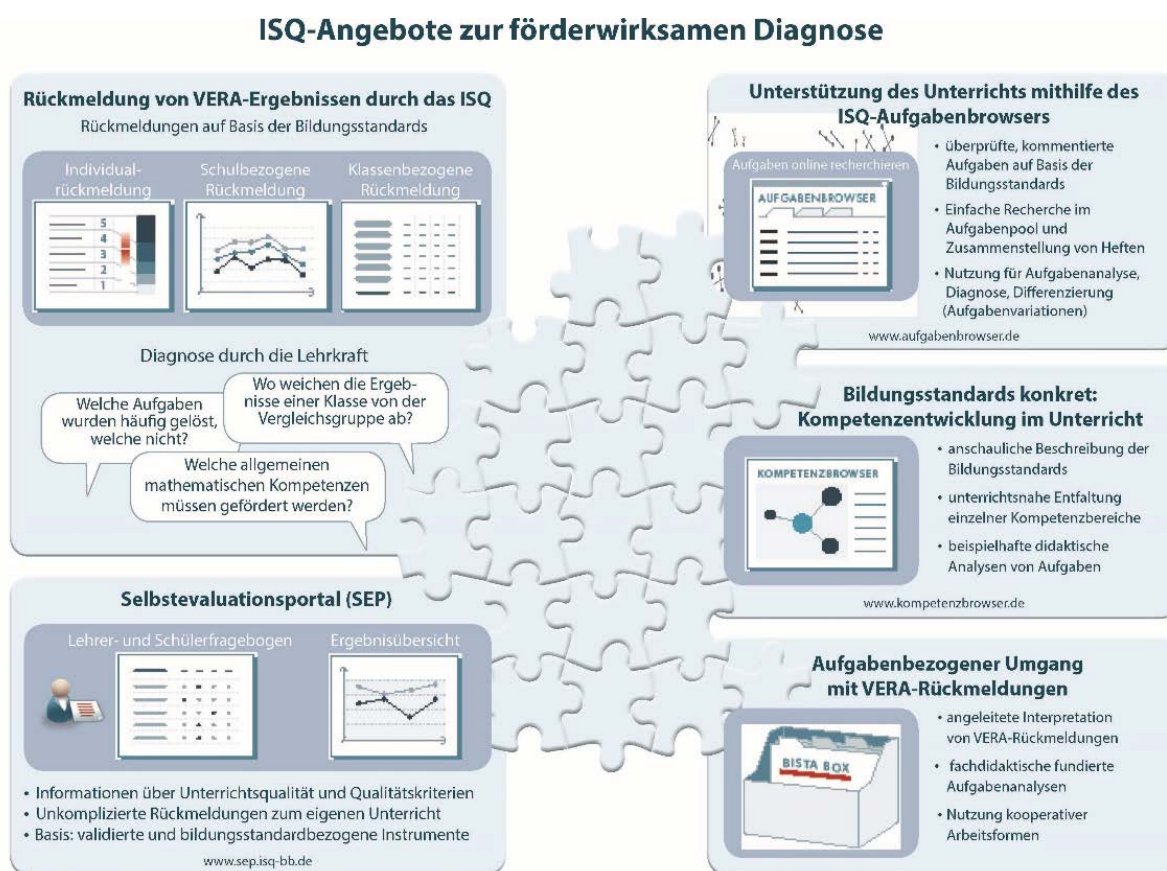 ISQ-Angebote zur förderwirksamen Diagnose
Rückmeldung von VERA-Ergebnissen durch das ISQ
Rückmeldungen auf Basis der Bildungsstandards
Individual-
rückmeldung
Schulbezogene
Rückmeldung
Klassenbezogene
Rückmeldung
5
4
3
2
1
Diagnose durch die Lehrkraft
Welche Aufgaben
wurden häufig gelöst,
welche nicht?
Wo weichen die Ergeb-
nisse einer Klasse von der
Vergleichsgruppe ab?
Welche allgemeinen
mathematischen Kompetenzen
müssen gefördert werden?
Selbstevaluationsportal (SEP)
Lehrer- und Schülerfragebogen
Ergebnisübersicht
• Informationen über Unterrichtsqualität und Qualitätskriterien
• Unkomplizierte Rückmeldungen zum eigenen Unterricht
• Basis: validierte und bildungsstandardbezogene Instrumente
www.sep.isq-bb.de
Unterstützung des Unterrichts mithilfe des
ISQ-Aufgabenbrowsers
Aufgaben online recherchieren
AUFGABENBROWSER
• überprüfte, kommentierte
Aufgaben auf Basis der
Bildungsstandards
• Einfache Recherche im
Aufgabenpool und
Zusammenstellung von Heften
• Nutzung für Aufgabenanalyse,
Diagnose, Differenzierung
(Aufgabenvariationen)
www.aufgabenbrowser.de
Bildungsstandards konkret:
Kompetenzentwicklung im Unterricht
KOMPETENZBROWSER
• anschauliche Beschreibung der
Bildungsstandards
• unterrichtsnahe Entfaltung
einzelner Kompetenzbereiche
• beispielhafte didaktische
Analysen von Aufgaben
www.kompetenzbrowser.de
Aufgabenbezogener Umgang
mit VERA-Rückmeldungen
BISTA BOX
• angeleitete Interpretation
von VERA-Rückmeldungen
• fachdidaktische fundierte
Aufgabenanalysen
• Nutzung kooperativer
Arbeitsformen